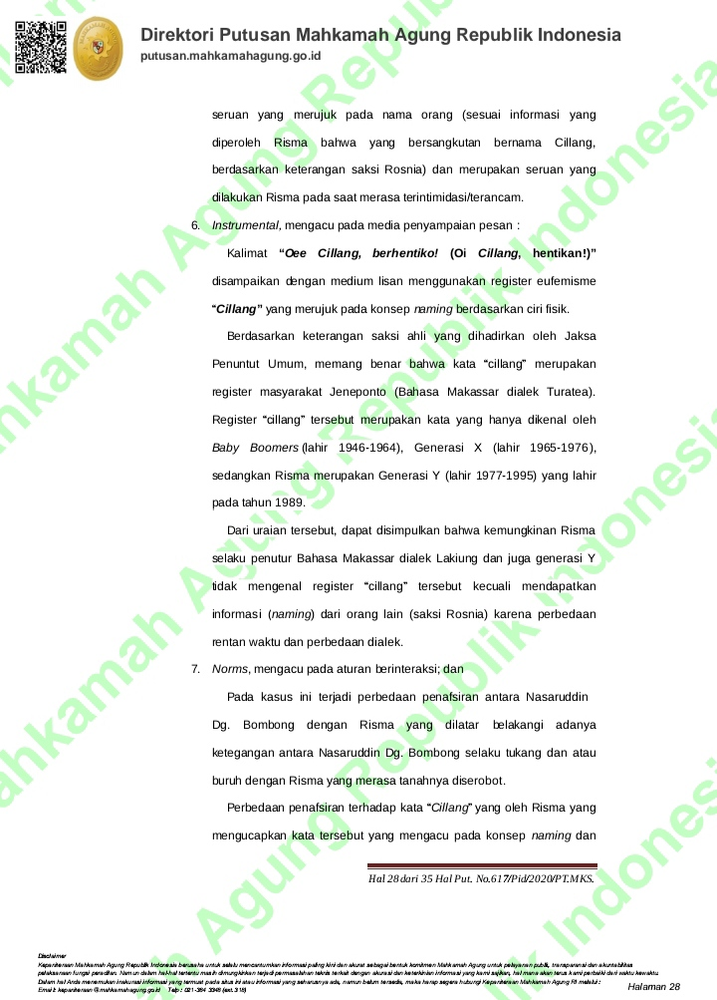 Direktori Putusan Mahkamah Agung Republik Indonesia
putusan.mahkamahagung.go.id
seruan yang merujuk pada nama orang (sesuai informasi yang
diperoleh Risma bahwa yang bersangkutan bernama Cillang,
berdasarkan keterangan saksi Rosnia) dan merupakan seruan yang
dilakukan Risma pada saat merasa terintimidasi/terancam.
6. Instrumental, mengacu pada media penyampaian pesan :
Kalimat “Oee Cillang, berhentiko! (Oi Cillang, hentikan!)”
disampaikan dengan medium lisan menggunakan register eufemisme
“Cillang” yang merujuk pada konsep naming berdasarkan ciri fisik.
Berdasarkan keterangan saksi ahli yang dihadirkan oleh Jaksa
Penuntut Umum, memang benar bahwa kata “cillang” merupakan
register masyarakat Jeneponto (Bahasa Makassar dialek Turatea).
Register “cillang” tersebut merupakan kata yang hanya dikenal oleh
Baby Boomers (lahir 1946-1964), Generasi X (lahir 1965-1976),
sedangkan Risma merupakan Generasi Y (lahir 1977-1995) yang lahir
pada tahun 1989.
Dari uraian tersebut, dapat disimpulkan bahwa kemungkinan Risma
selaku penutur Bahasa Makassar dialek Lakiung dan juga generasi Y
tidak mengenal register “cillang” tersebut kecuali mendapatkan
informasi (naming) dari orang lain (saksi Rosnia) karena perbedaan
rentan waktu dan perbedaan dialek.
7. Norms, mengacu pada aturan berinteraksi; dan
Pada kasus ini terjadi perbedaan penafsiran antara Nasaruddin
Dg. Bombong dengan Risma yang dilatar belakangi adanya
ketegangan antara Nasaruddin Dg. Bombong selaku tukang dan atau
buruh dengan Risma yang merasa tanahnya diserobot.
Perbedaan penafsiran terhadap kata “Cillang” yang oleh Risma yang
mengucapkan kata tersebut yang mengacu pada konsep naming dan
Hal 28 dari 35 Hal Put. No.617/Pid/2020/PT.MKS.
Disclaimer
Kepaniteraan Mahkamah Agung Republik Indonesia berusaha untuk selalu mencantumkan informasi paling kini dan akurat sebagai bentuk komitmen Mahkamah Agung untuk pelayanan publik, transparansi dan akuntabilitas
pelaksanaan fungsi peradilan. Namun dalam hal-hal tertentu masih dimungkinkan terjadi permasalahan teknis terkait dengan akurasi dan keterkinian informasi yang kami sajikan, hal mana akan terus kami perbaiki dari waktu kewaktu.
Dalam hal Anda menemukan inakurasi informasi yang termuat pada situs ini atau informasi yang seharusnya ada, namun belum tersedia, maka harap segera hubungi Kepaniteraan Mahkamah Agung RI melalui :
Email : kepaniteraan@mahkamahagung.go.id Telp : 021-384 3348 (ext.318)
Halaman 28